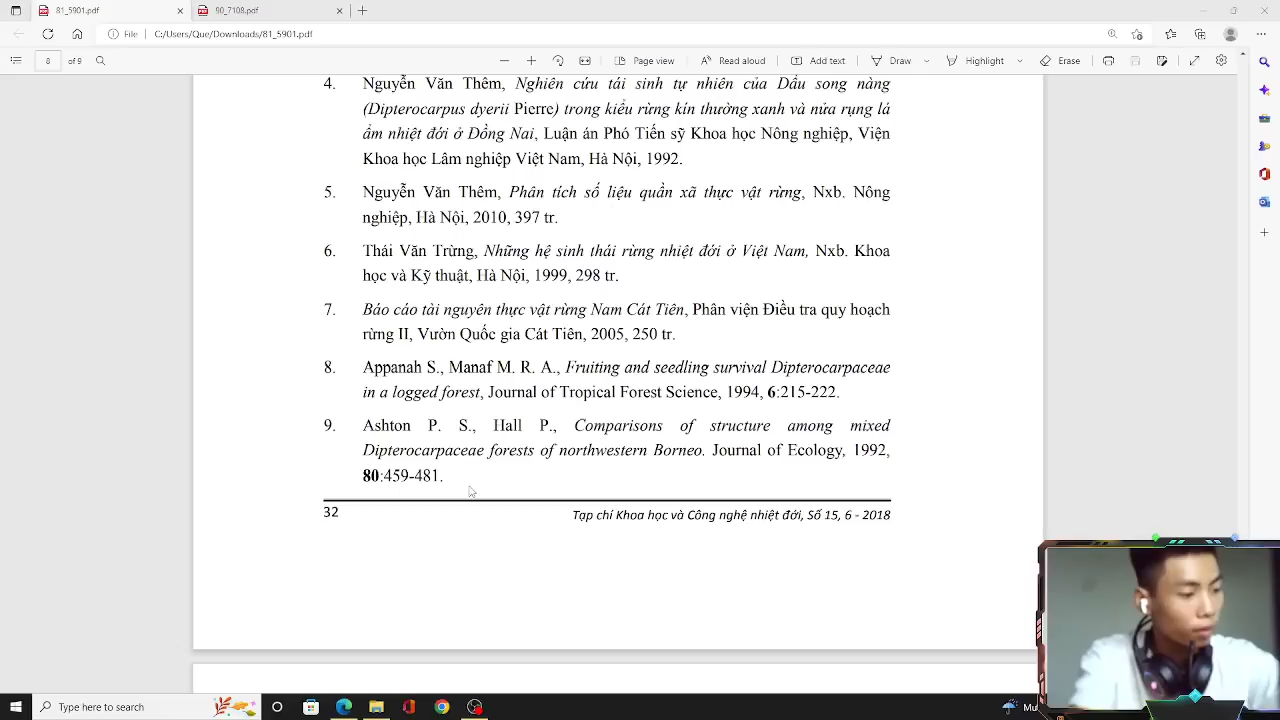 81_5901.pdf
90_7108.pdf
File C:/Users/Que/Downloads/81_5901.pdf
8 of 9 Page view Read aloud Add text Draw Highlight Erase
4. Nguyễn Văn Thêm, Nghiên cứu tái sinh tự nhiên của Dầu song nàng
(Dipterocarpus dyerii Pierre) trong kiểu rừng kín thường xanh và nửa rụng lá
ẩm nhiệt đới ở Đồng Nai, Luận án Phó Tiến sỹ Khoa học Nông nghiệp, Viện
Khoa học Lâm nghiệp Việt Nam, Hà Nội, 1992.
5. Nguyễn Văn Thêm, Phân tích số liệu quần xã thực vật rừng, Nxb. Nông
nghiệp, Hà Nội, 2010, 397 tr.
6. Thái Văn Trừng, Những hệ sinh thái rừng nhiệt đới ở Việt Nam, Nxb. Khoa
học và Kỹ thuật, Hà Nội, 1999, 298 tr.
7. Báo cáo tài nguyên thực vật rừng Nam Cát Tiên, Phân viện Điều tra quy hoạch
rừng II, Vườn Quốc gia Cát Tiên, 2005, 250 tr.
8. Appanah S., Manaf M. R. A., Fruiting and seedling survival Dipterocarpaceae
in a logged forest, Journal of Tropical Forest Science, 1994, 6:215-222.
9. Ashton P. S., Hall P., Comparisons of structure among mixed
Dipterocarpaceae forests of northwestern Borneo. Journal of Ecology, 1992,
80:459-481.
32 Tạp chí Khoa học và Công nghệ nhiệt đới, Số 15, 6 - 2018
Type here to search